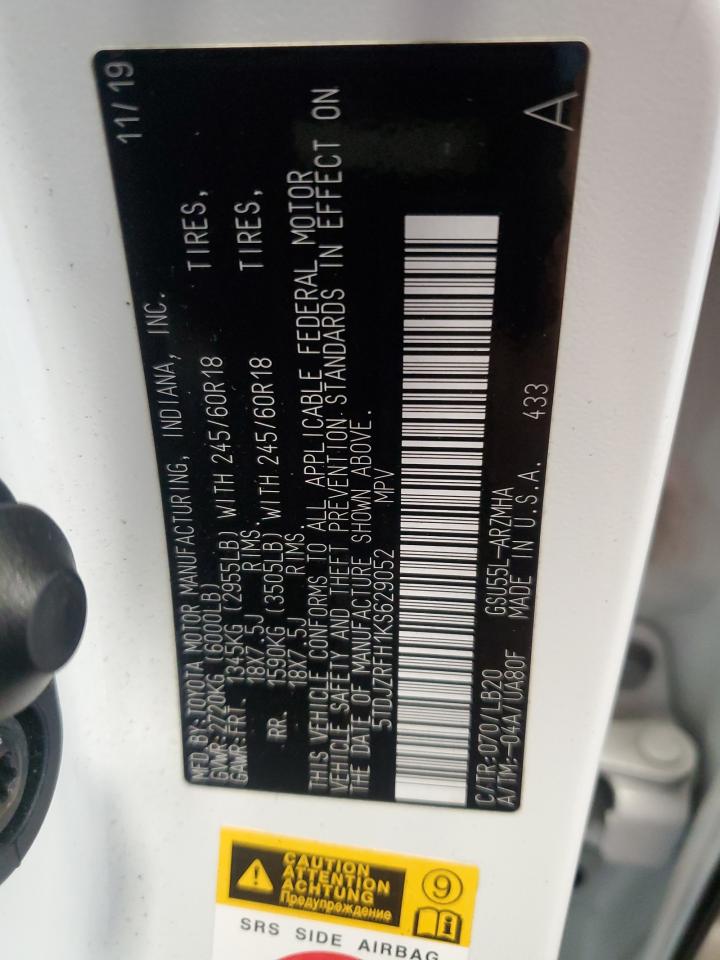 MFD BY:TOYOTA MOTOR MANUFACTURING, INDIANA, INC. 11/19
GVWR:2720KG (6000LB)
GAWR:FRT. 1345KG (2955LB) WITH 245/60R18 TIRES,
18X7.5J RIMS.
RR. 1590KG (3505LB) WITH 245/60R18 TIRES,
18X7.5J RIMS.
THIS VEHICLE CONFORMS TO ALL APPLICABLE FEDERAL MOTOR
VEHICLE SAFETY AND THEFT PREVENTION STANDARDS IN EFFECT ON
THE DATE OF MANUFACTURE SHOWN ABOVE.
5TDJZRFH1KS629052 MPV
C/TR:070/LB20 GSU55L-ARZMHA
A/TM:-04A/UA80F MADE IN U.S.A. 433 A
CAUTION
ATTENTION
ACHTUNG
Предупреждение
9
i
SRS SIDE AIRBAG